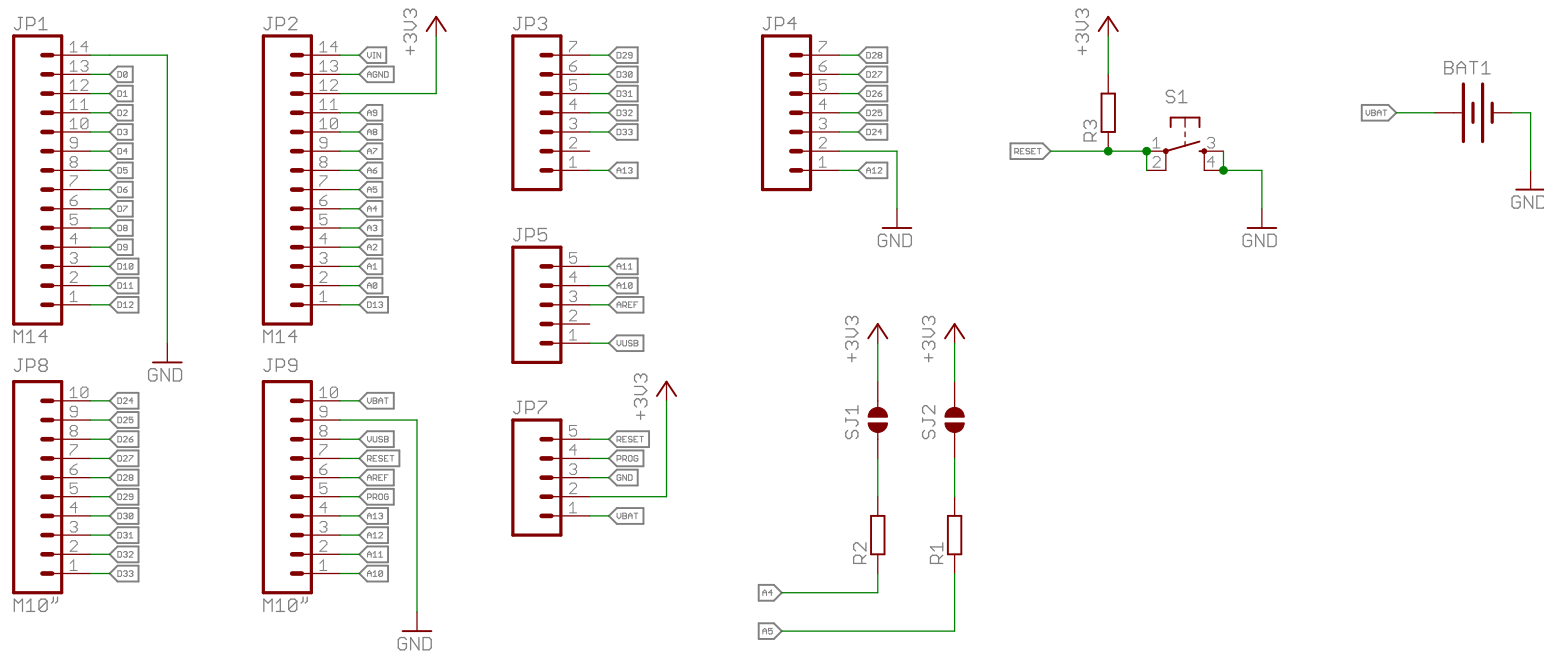 JP1
14
13 D0
12 D1
11 D2
10 D3
9 D4
8 D5
7 D6
6 D7
5 D8
4 D9
3 D10
2 D11
1 D12
M14
GND
JP2
+3V3
14 VIN
13 AGND
12
11 A9
10 A8
9 A7
8 A6
7 A5
6 A4
5 A3
4 A2
3 A1
2 A0
1 D13
M14
JP3
7 D29
6 D30
5 D31
4 D32
3 D33
2
1 A13
JP4
7 D28
6 D27
5 D26
4 D25
3 D24
2
1 A12
GND
+3V3
R3
RESET
S1
1 3
2 4
GND
BAT1
VBAT
GND
JP5
5 A11
4 A10
3 AREF
2
1 VUSB
JP8
10 D24
9 D25
8 D26
7 D27
6 D28
5 D29
4 D30
3 D31
2 D32
1 D33
M10"
JP9
10 VBAT
9
8 VUSB
7 RESET
6 AREF
5 PROG
4 A13
3 A12
2 A11
1 A10
M10"
GND
JP7
+3V3
5 RESET
4 PROG
3 GND
2
1 VBAT
+3V3
+3V3
SJ1
SJ2
R2
R1
A4
A5